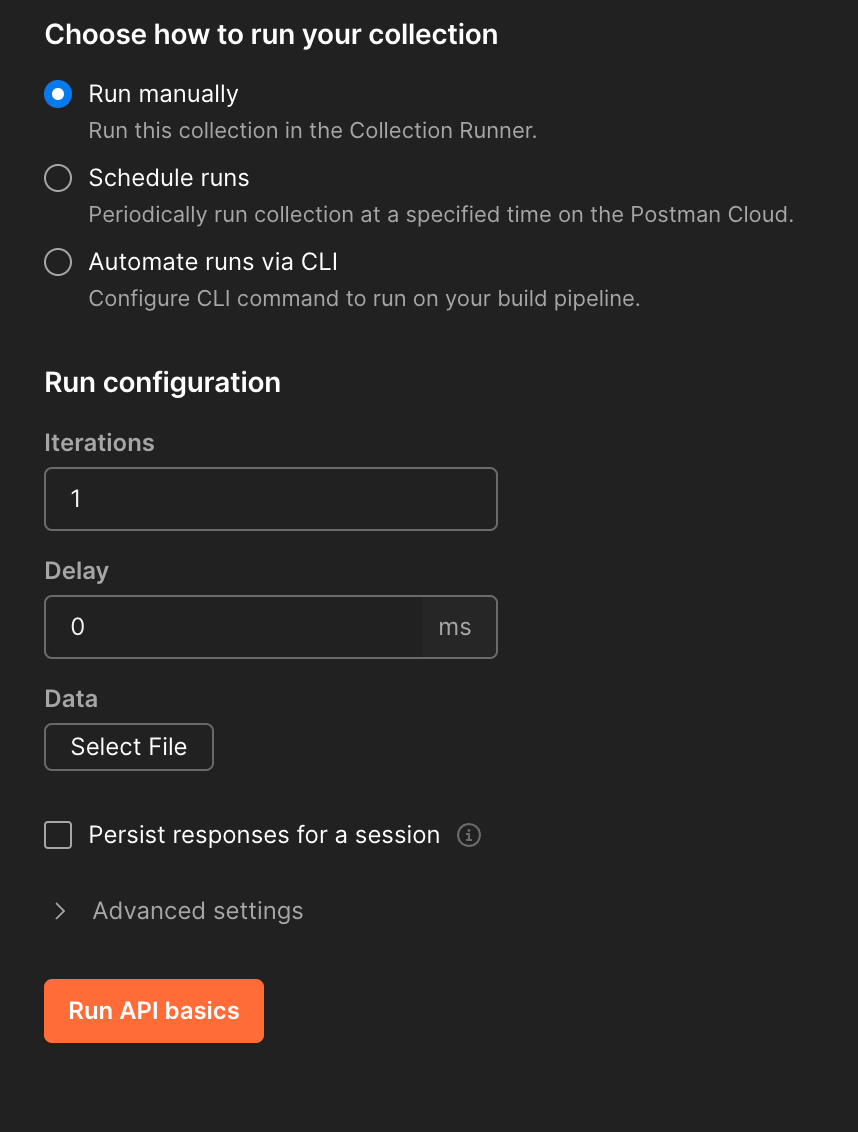 Choose how to run your collection
Run manually
Run this collection in the Collection Runner.
Schedule runs
Periodically run collection at a specified time on the Postman Cloud.
Automate runs via CLI
Configure CLI command to run on your build pipeline.
Run configuration
Iterations
1
Delay
0 ms
Data
Select File
Persist responses for a session
Advanced settings
Run API basics